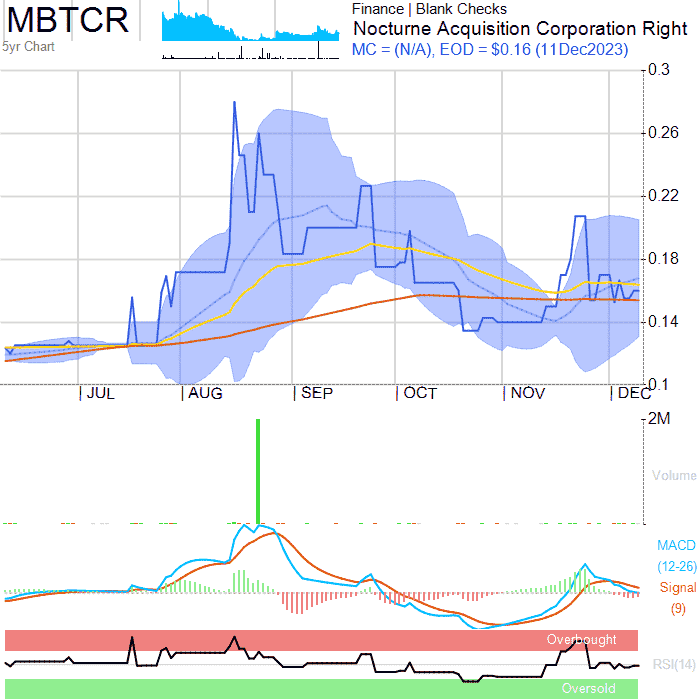 MBTCR
5yr Chart
Finance | Blank Checks
Nocturne Acquisition Corporation Right
MC = (N/A), EOD = $0.16 (11Dec2023)
0.3
0.26
0.22
0.18
0.14
0.1
JUL AUG SEP OCT NOV DEC
2M
Volume
MACD
(12-26)
Signal
(9)
Overbought
RSI(14)
Oversold